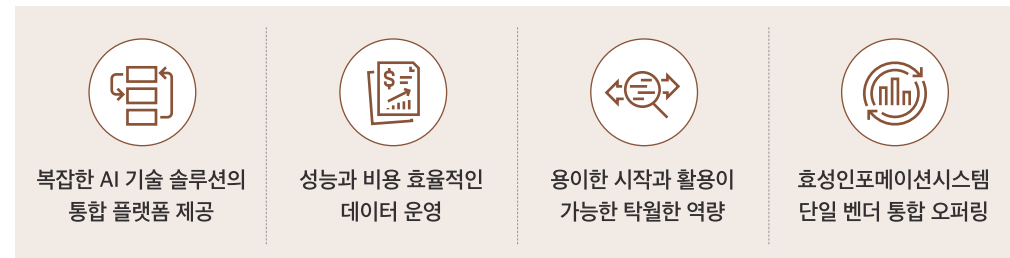 복잡한 AI 기술 솔루션의
통합 플랫폼 제공
성능과 비용 효율적인
데이터 운영
용이한 시작과 활용이
가능한 탁월한 역량
효성인포메이션시스템
단일 벤더 통합 오퍼링
$